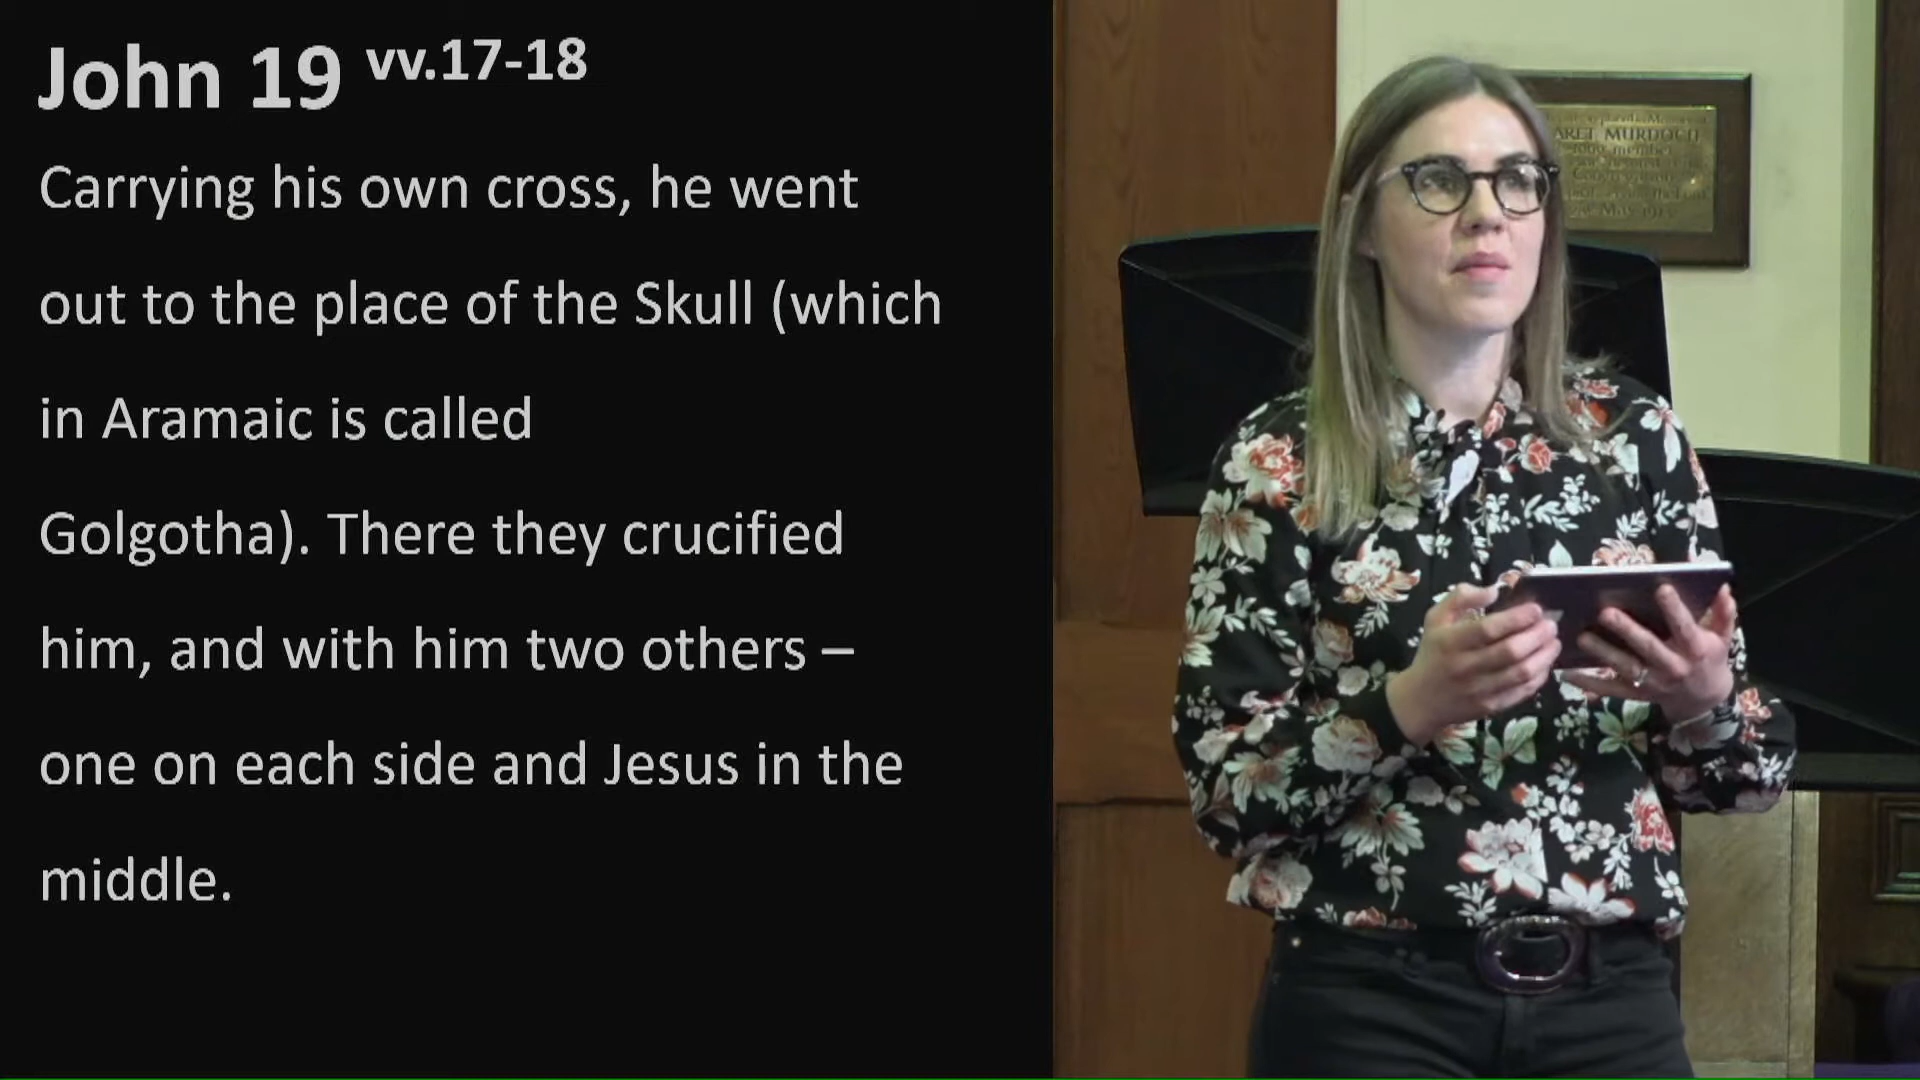 John 19 vv.17-18
Carrying his own cross, he went
out to the place of the Skull (which
in Aramaic is called
Golgotha). There they crucified
him, and with him two others –
one on each side and Jesus in the
middle.
MURDOCH
member